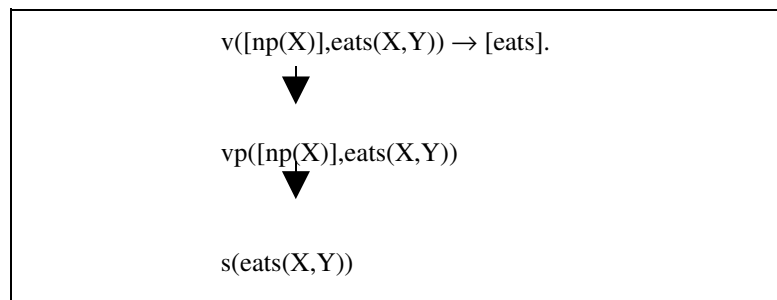 v([np(X)],eats(X,Y)) → [eats].
vp([np(X)],eats(X,Y))
s(eats(X,Y))